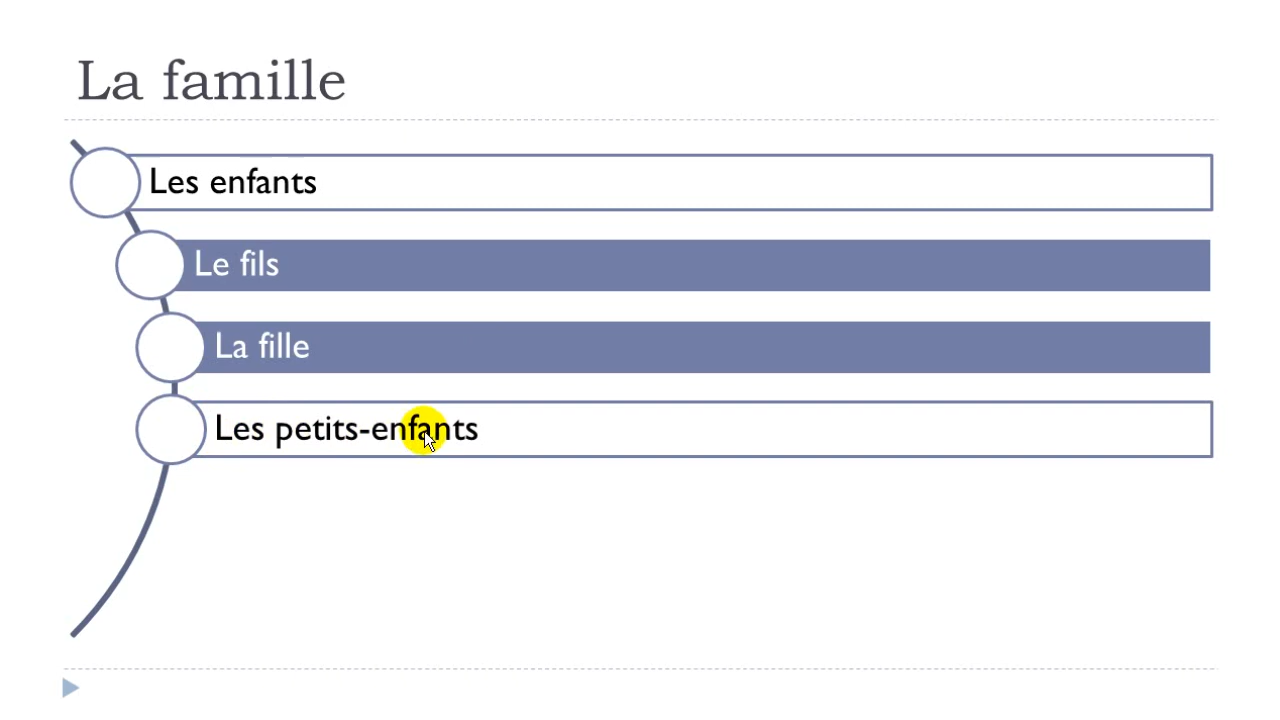 La famille
Les enfants
Le fils
La fille
Les petits-enfants